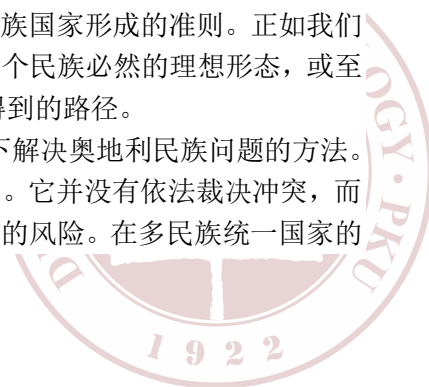 族国家形成的准则。正如我们
个民族必然的理想形态，或至
得到的路径。
下解决奥地利民族问题的方法。
。它并没有依法裁决冲突，而
的风险。在多民族统一国家的
OGY · PKU
D
1922